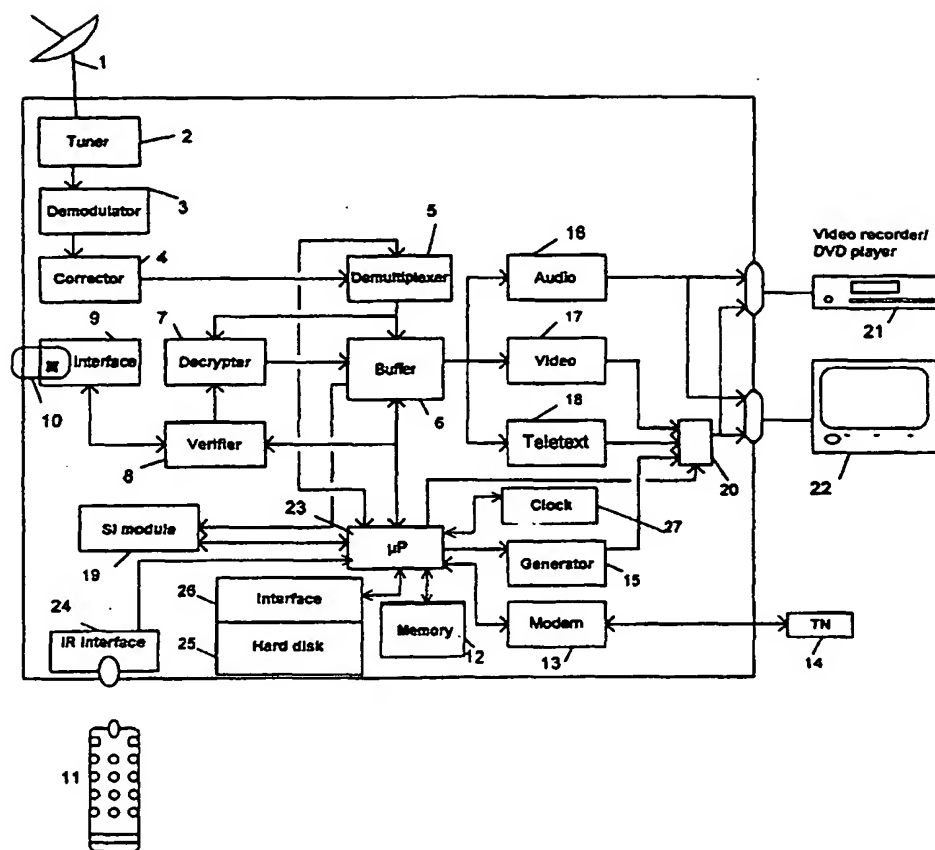 1
Tuner
2
Demodulator
3
Corrector
4
5
Demultiplexer
16
Audio
Video recorder/
DVD player
21
9
Interface
10
7
Decrypter
Buffer
6
17
Video
18
Teletext
20
22
Verifier
8
23
µP
Clock
27
SI module
19
Generator
15
24
IR Interface
26
Interface
25
Hard disk
Memory
12
Modem
13
TN
14
11